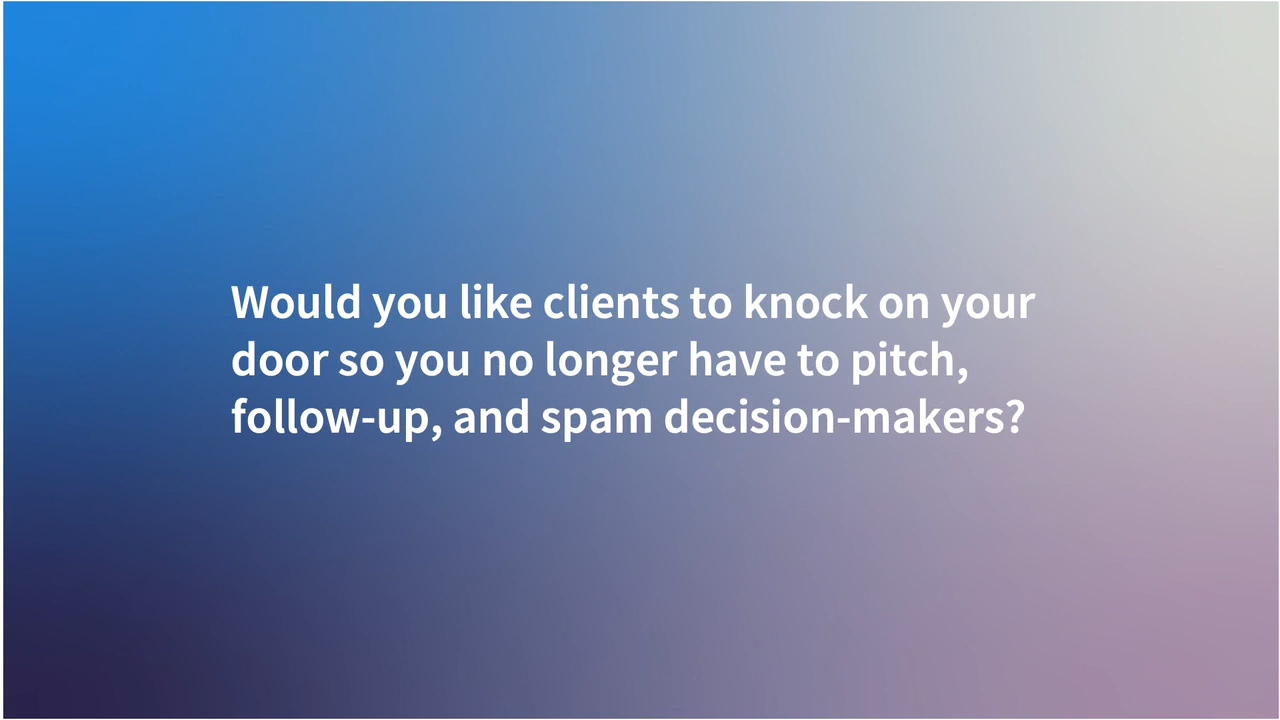 Would you like clients to knock on your
door so you no longer have to pitch,
follow-up, and spam decision-makers?